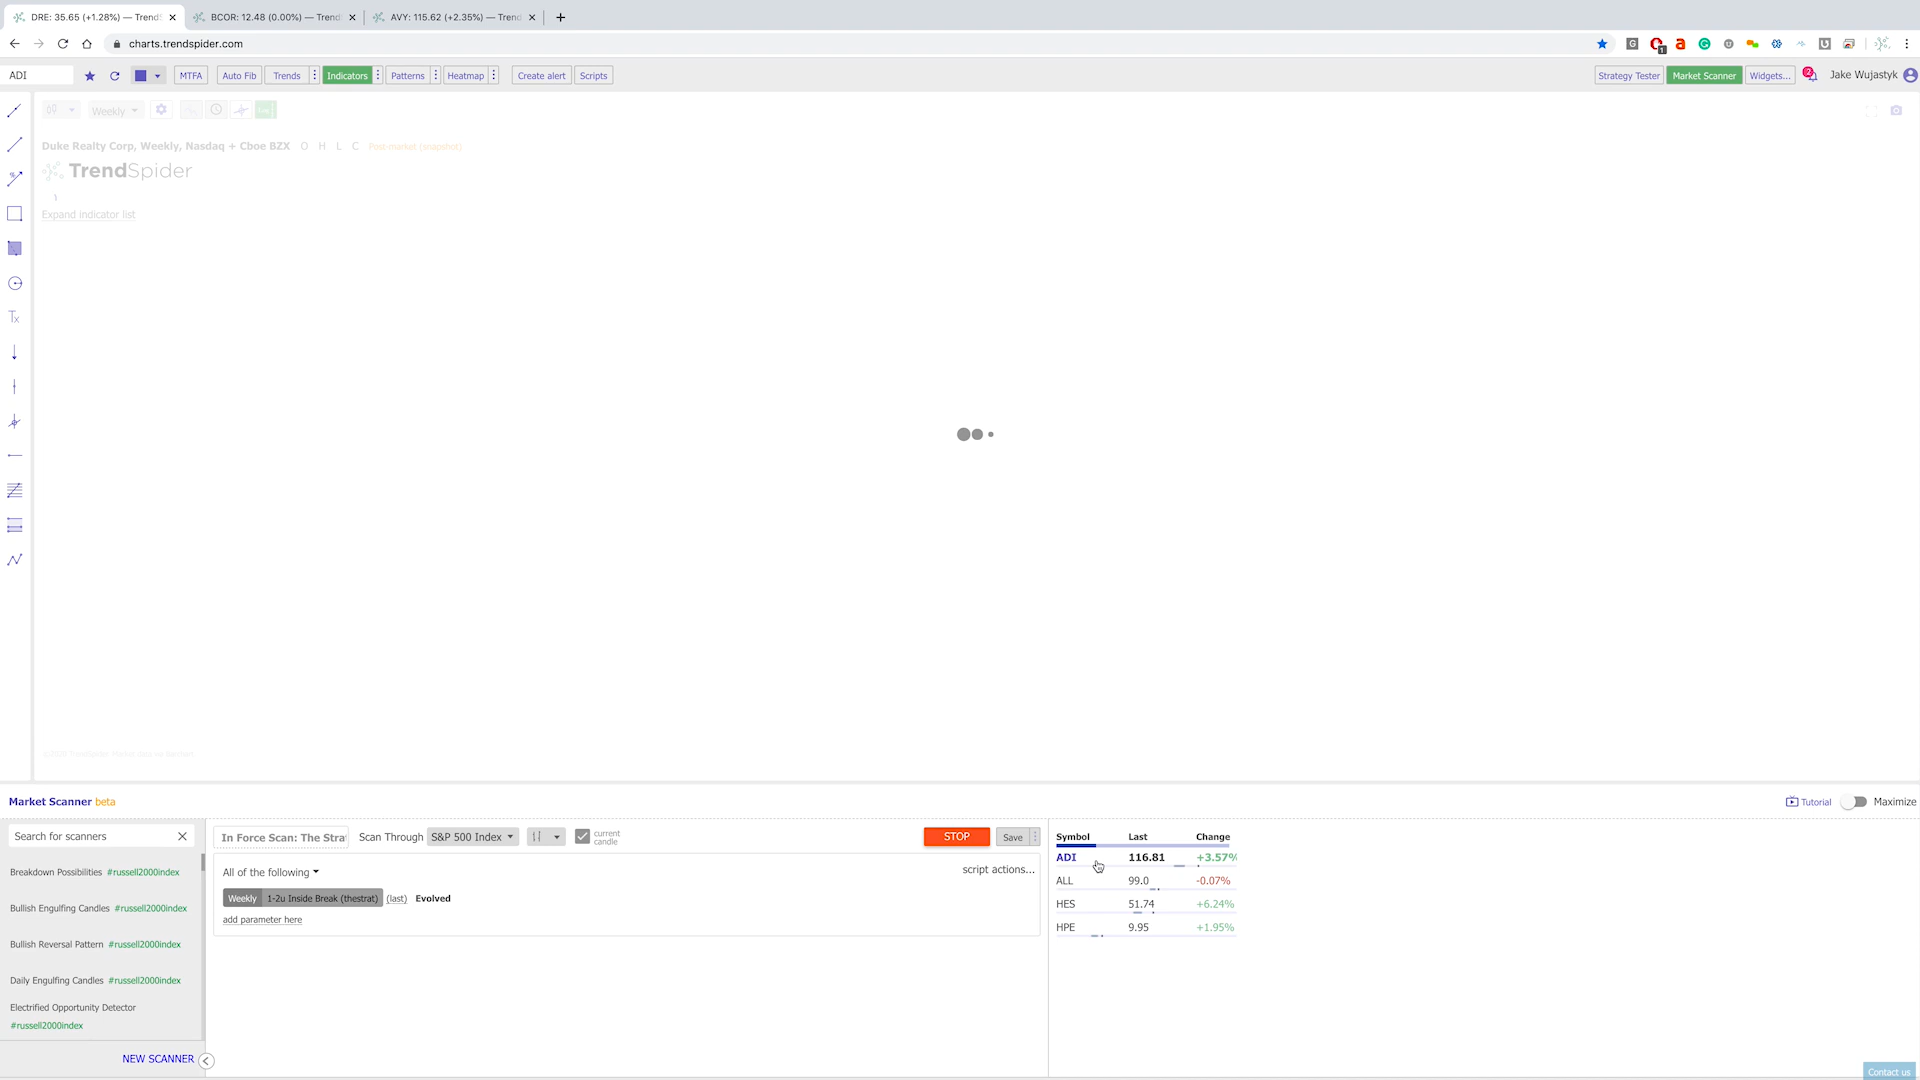 DRE: 35.65 (+1.28%) — Trend
BCOR: 12.48 (0.00%) — Trend
AVY: 115.62 (+2.35%) — Trend
charts.trendspider.com
ADI
MTFA
Auto Fib
Trends
Indicators
Patterns
Heatmap
Create alert
Scripts
Strategy Tester
Market Scanner
Widgets...
2
Jake Wujastyk
Weekly
Duke Realty Corp, Weekly, Nasdaq + Cboe BZX O H L C Post-market (snapshot)
TrendSpider
Expand indicator list
Market Scanner beta
Tutorial
Maximize
Search for scanners
Breakdown Possibilities #russell2000index
Bullish Engulfing Candles #russell2000index
Bullish Reversal Pattern #russell2000index
Daily Engulfing Candles #russell2000index
Electrified Opportunity Detector
#russell2000index
NEW SCANNER
In Force Scan: The Stra
Scan Through S&P 500 Index
current
candle
STOP
Save
All of the following
script actions...
Weekly 1-2u Inside Break (thestrat) (last) Evolved
add parameter here
Symbol Last Change
ADI 116.81 +3.57%
ALL 99.0 -0.07%
HES 51.74 +6.24%
HPE 9.95 +1.95%
Contact us